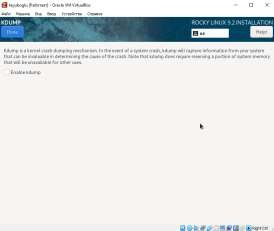 (Работает) - Oracle VM VirtualBox
Файл Машина Вид Ввод Устройства Справка
KDUMP
ROCKY LINUX 9.2 INSTALLATION
Done
us
Help!
Kdump is a kernel crash dumping mechanism. In the event of a system crash, kdump will capture information from your system
that can be invaluable in determining the cause of the crash. Note that kdump does require reserving a portion of system memory
that will be unavailable for other uses.
Enable kdump
Right Ctrl